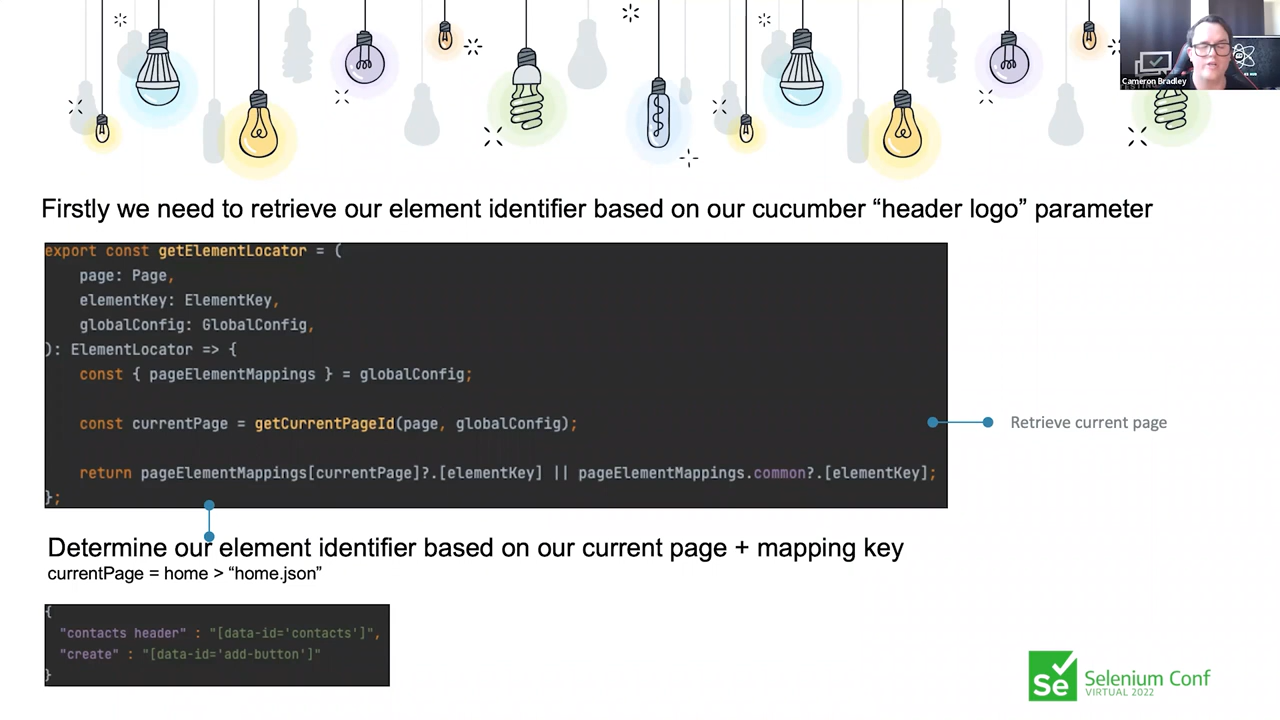 Cameron Bradley
Firstly we need to retrieve our element identifier based on our cucumber “header logo” parameter
export const getElementLocator = (
page: Page,
elementKey: ElementKey,
globalConfig: GlobalConfig,
): ElementLocator => {
const { pageElementMappings } = globalConfig;
const currentPage = getCurrentPageId(page, globalConfig);
Retrieve current page
return pageElementMappings[currentPage]?.[elementKey] || pageElementMappings.common?.[elementKey];
};
Determine our element identifier based on our current page + mapping key
currentPage = home > “home.json”
{
"contacts header" : "[data-id='contacts']",
"create" : "[data-id='add-button']"
}
Se
Selenium Conf
VIRTUAL 2022